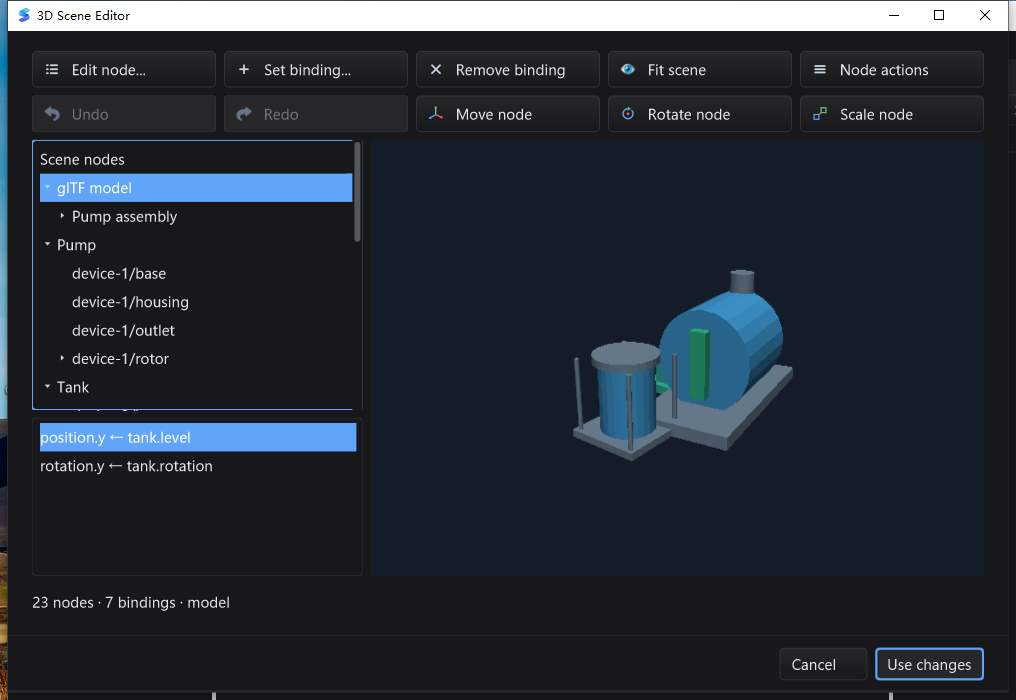 3D Scene Editor
Edit node... Set binding... Remove binding Fit scene Node actions
Undo Redo Move node Rotate node Scale node
Scene nodes
glTF model
Pump assembly
Pump
device-1/base
device-1/housing
device-1/outlet
device-1/rotor
Tank
position.y ← tank.level
rotation.y ← tank.rotation
23 nodes · 7 bindings · model
Cancel Use changes